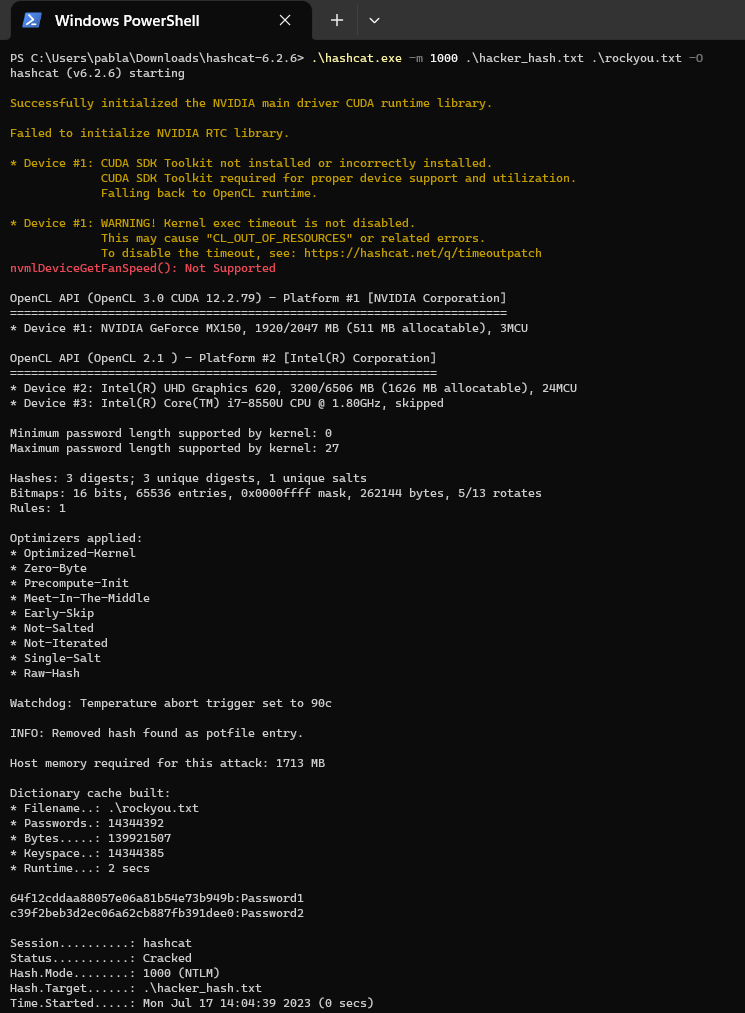 Windows PowerShell
PS C:\Users\pabla\Downloads\hashcat-6.2.6> .\hashcat.exe -m 1000 .\hacker_hash.txt .\rockyou.txt -O
hashcat (v6.2.6) starting
Successfully initialized the NVIDIA main driver CUDA runtime library.
Failed to initialize NVIDIA RTC library.
* Device #1: CUDA SDK Toolkit not installed or incorrectly installed.
CUDA SDK Toolkit required for proper device support and utilization.
Falling back to OpenCL runtime.
* Device #1: WARNING! Kernel exec timeout is not disabled.
This may cause "CL_OUT_OF_RESOURCES" or related errors.
To disable the timeout, see: https://hashcat.net/q/timeoutpatch
nvmlDeviceGetFanSpeed(): Not Supported
OpenCL API (OpenCL 3.0 CUDA 12.2.79) - Platform #1 [NVIDIA Corporation]
=======================================================================
* Device #1: NVIDIA GeForce MX150, 1920/2047 MB (511 MB allocatable), 3MCU
OpenCL API (OpenCL 2.1 ) - Platform #2 [Intel(R) Corporation]
=============================================================
* Device #2: Intel(R) UHD Graphics 620, 3200/6506 MB (1626 MB allocatable), 24MCU
* Device #3: Intel(R) Core(TM) i7-8550U CPU @ 1.80GHz, skipped
Minimum password length supported by kernel: 0
Maximum password length supported by kernel: 27
Hashes: 3 digests; 3 unique digests, 1 unique salts
Bitmaps: 16 bits, 65536 entries, 0x0000ffff mask, 262144 bytes, 5/13 rotates
Rules: 1
Optimizers applied:
* Optimized-Kernel
* Zero-Byte
* Precompute-Init
* Meet-In-The-Middle
* Early-Skip
* Not-Salted
* Not-Iterated
* Single-Salt
* Raw-Hash
Watchdog: Temperature abort trigger set to 90c
INFO: Removed hash found as potfile entry.
Host memory required for this attack: 1713 MB
Dictionary cache built:
* Filename..: .\rockyou.txt
* Passwords.: 14344392
* Bytes.....: 139921507
* Keyspace..: 14344385
* Runtime...: 2 secs
64f12cddaa88057e06a81b54e73b949b:Password1
c39f2beb3d2ec06a62cb887fb391dee0:Password2
Session..........: hashcat
Status...........: Cracked
Hash.Mode........: 1000 (NTLM)
Hash.Target......: .\hacker_hash.txt
Time.Started.....: Mon Jul 17 14:04:39 2023 (0 secs)